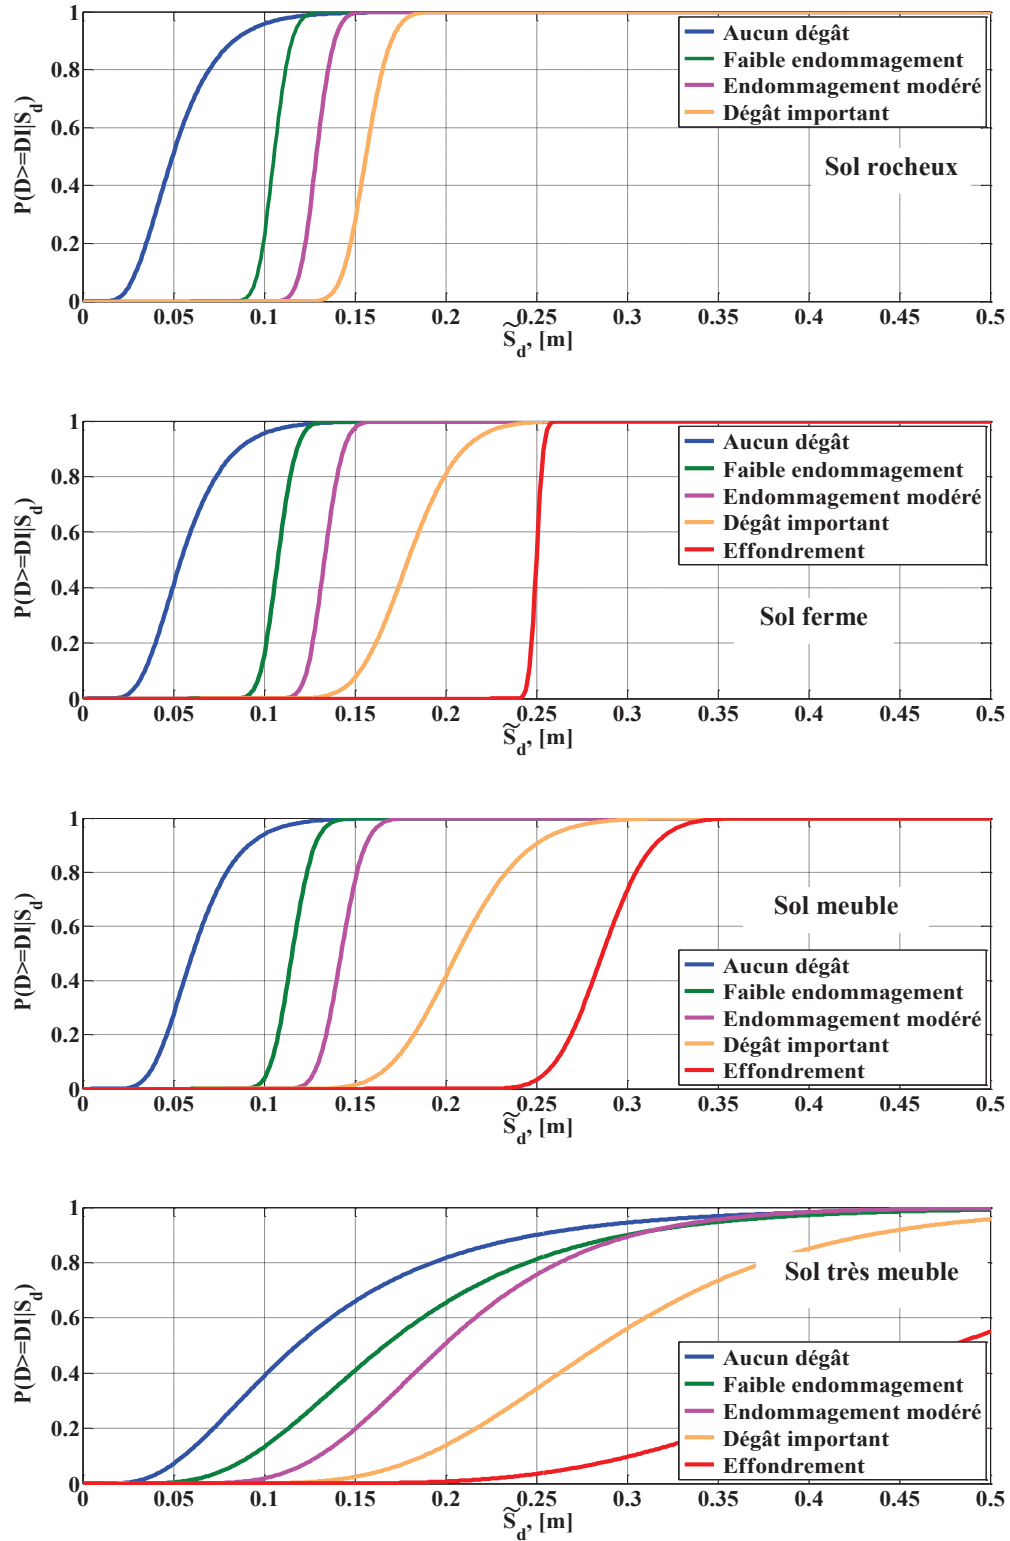 P(D>=DI|S_d)
1
0.8
0.6
0.4
0.2
0
Aucun dégât
Faible endommagement
Endommagement modéré
Dégât important
Sol rocheux
0 0.05 0.1 0.15 0.2 0.25 0.3 0.35 0.4 0.45 0.5
S̃_d, [m]
P(D>=DI|S_d)
1
0.8
0.6
0.4
0.2
0
Aucun dégât
Faible endommagement
Endommagement modéré
Dégât important
Effondrement
Sol ferme
0 0.05 0.1 0.15 0.2 0.25 0.3 0.35 0.4 0.45 0.5
S̃_d, [m]
P(D>=DI|S_d)
1
0.8
0.6
0.4
0.2
0
Sol meuble
Aucun dégât
Faible endommagement
Endommagement modéré
Dégât important
Effondrement
0 0.05 0.1 0.15 0.2 0.25 0.3 0.35 0.4 0.45 0.5
S̃_d, [m]
P(D>=DI|S_d)
1
0.8
0.6
0.4
0.2
0
Sol très meuble
Aucun dégât
Faible endommagement
Endommagement modéré
Dégât important
Effondrement
0 0.05 0.1 0.15 0.2 0.25 0.3 0.35 0.4 0.45 0.5
S̃_d, [m]